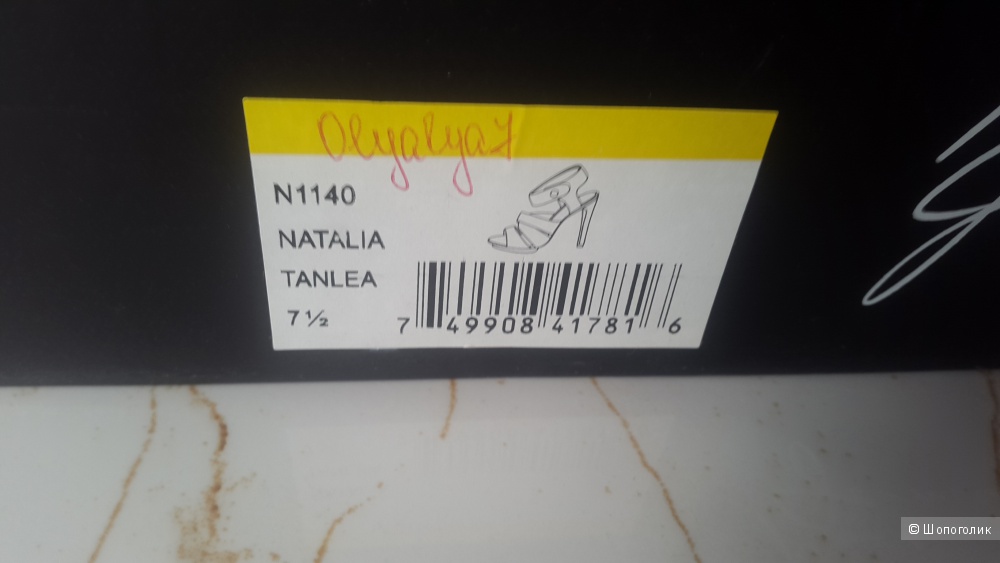 Olyalya7
N1140
NATALIA
TANLEA
7 ½
7 49908 41781 6
© Шопоголик